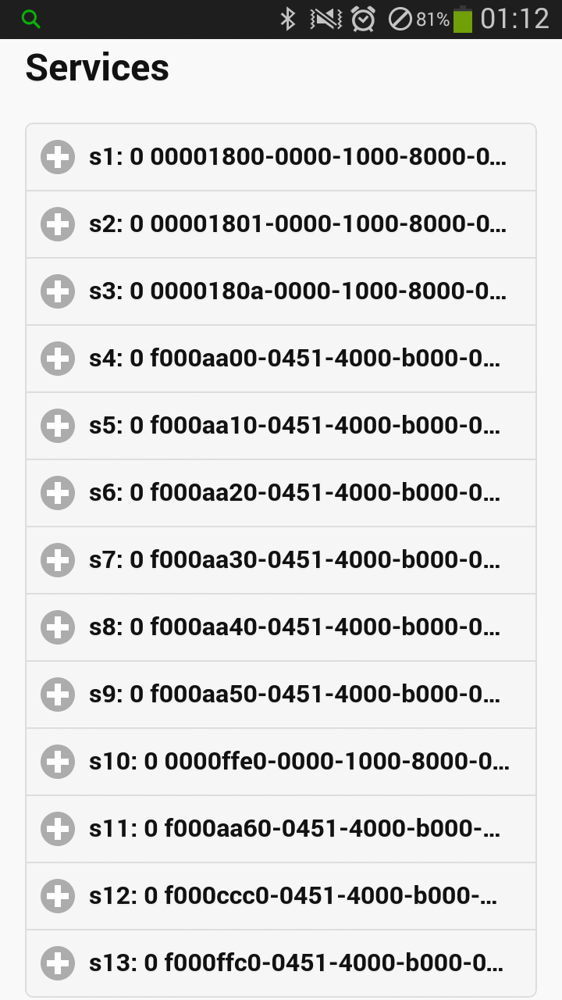 81% 01:12
Services
s1: 0 00001800-0000-1000-8000-0...
s2: 0 00001801-0000-1000-8000-0...
s3: 0 0000180a-0000-1000-8000-0...
s4: 0 f000aa00-0451-4000-b000-0...
s5: 0 f000aa10-0451-4000-b000-0...
s6: 0 f000aa20-0451-4000-b000-0...
s7: 0 f000aa30-0451-4000-b000-0...
s8: 0 f000aa40-0451-4000-b000-0...
s9: 0 f000aa50-0451-4000-b000-0...
s10: 0 0000ffe0-0000-1000-8000-0...
s11: 0 f000aa60-0451-4000-b000-...
s12: 0 f000ccc0-0451-4000-b000-...
s13: 0 f000ffc0-0451-4000-b000-0...